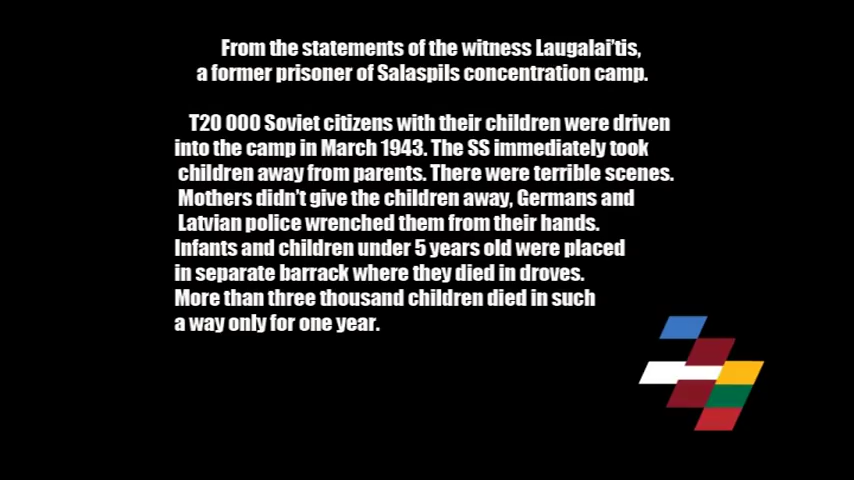 From the statements of the witness Laugalai'tis,
a former prisoner of Salaspils concentration camp.
T20 000 Soviet citizens with their children were driven
into the camp in March 1943. The SS immediately took
children away from parents. There were terrible scenes.
Mothers didn't give the children away, Germans and
Latvian police wrenched them from their hands.
Infants and children under 5 years old were placed
in separate barrack where they died in droves.
More than three thousand children died in such
a way only for one year.